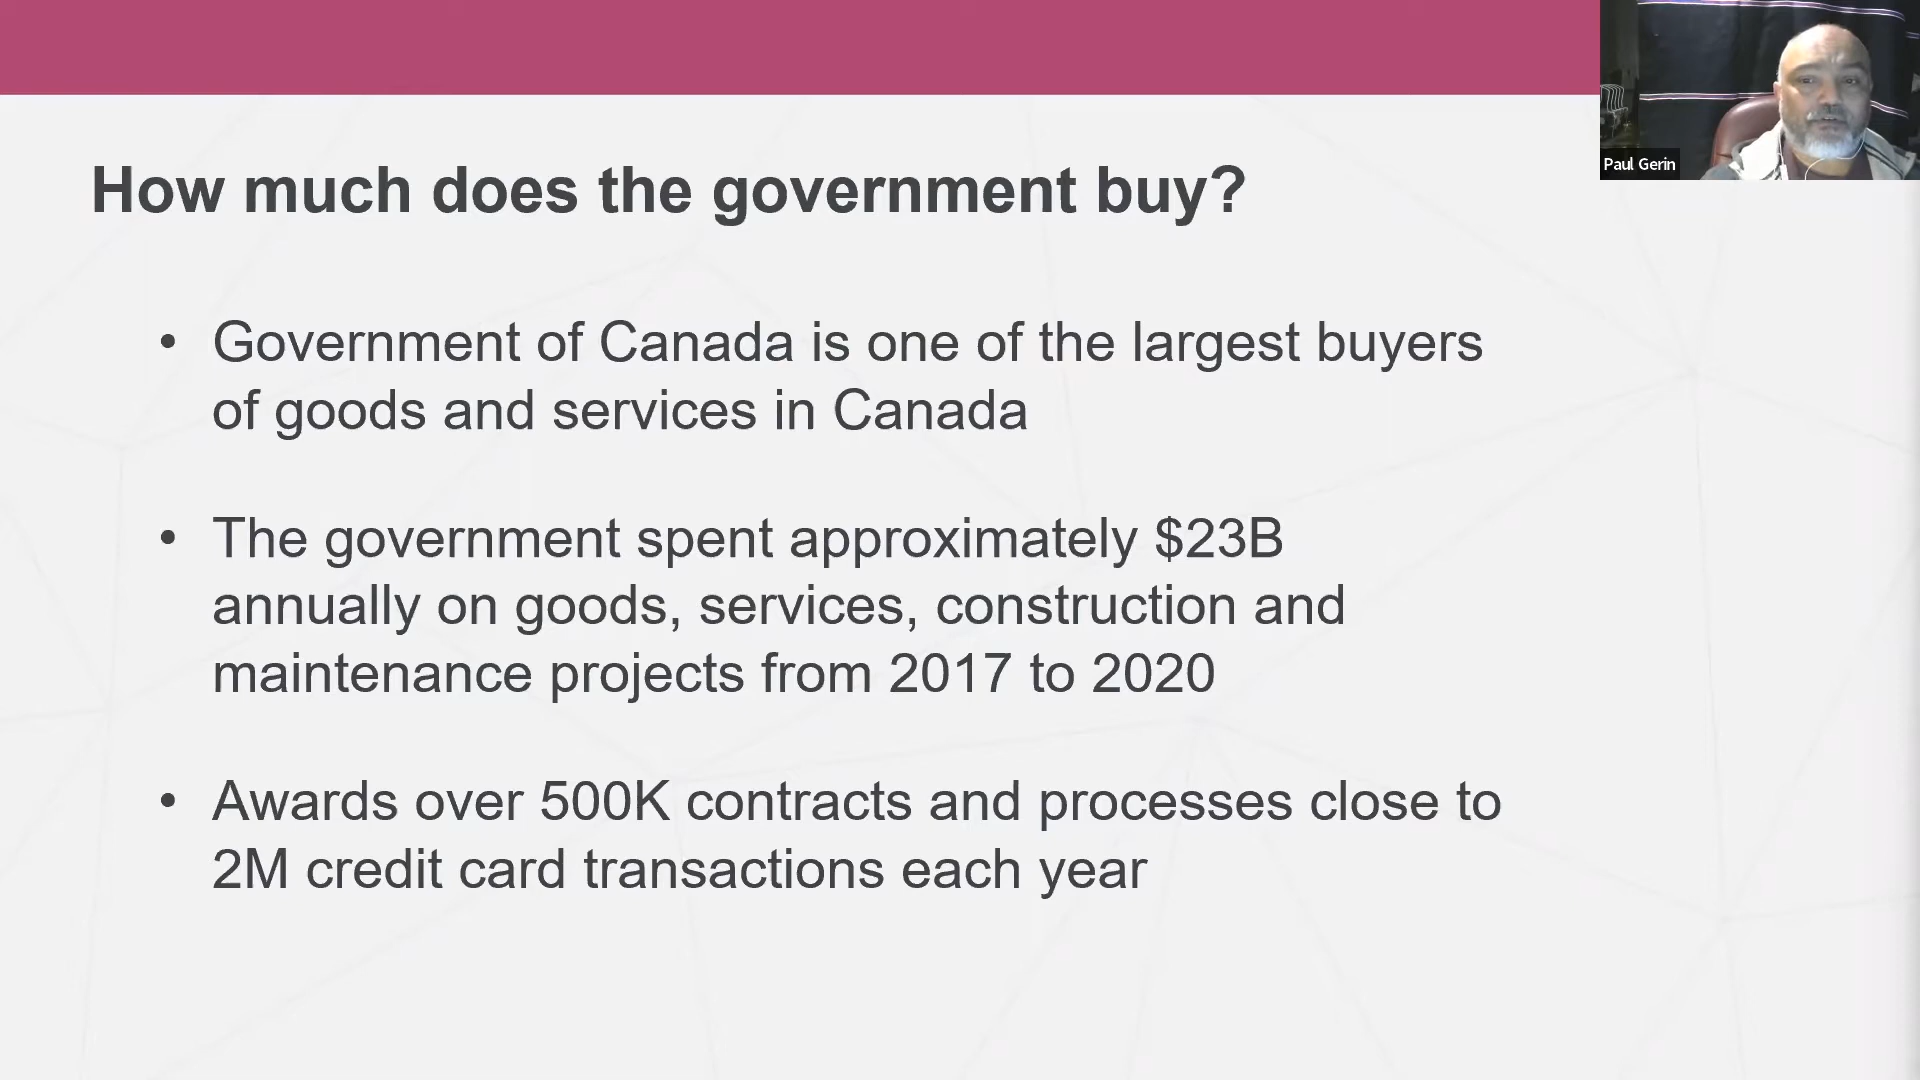 How much does the government buy?
• Government of Canada is one of the largest buyers
of goods and services in Canada
• The government spent approximately $23B
annually on goods, services, construction and
maintenance projects from 2017 to 2020
• Awards over 500K contracts and processes close to
2M credit card transactions each year
Paul Gerin